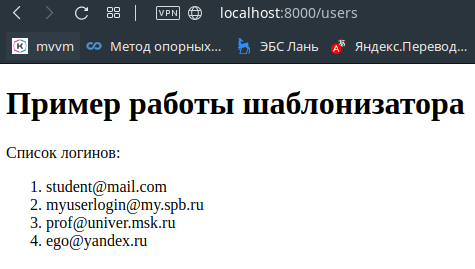 VPN localhost:8000/users
mvvm Метод опорных... ЭБС Лань Яндекс.Перевод...
Пример работы шаблонизатора
Список логинов:
1. student@mail.com
2. myuserlogin@my.spb.ru
3. prof@univer.msk.ru
4. ego@yandex.ru